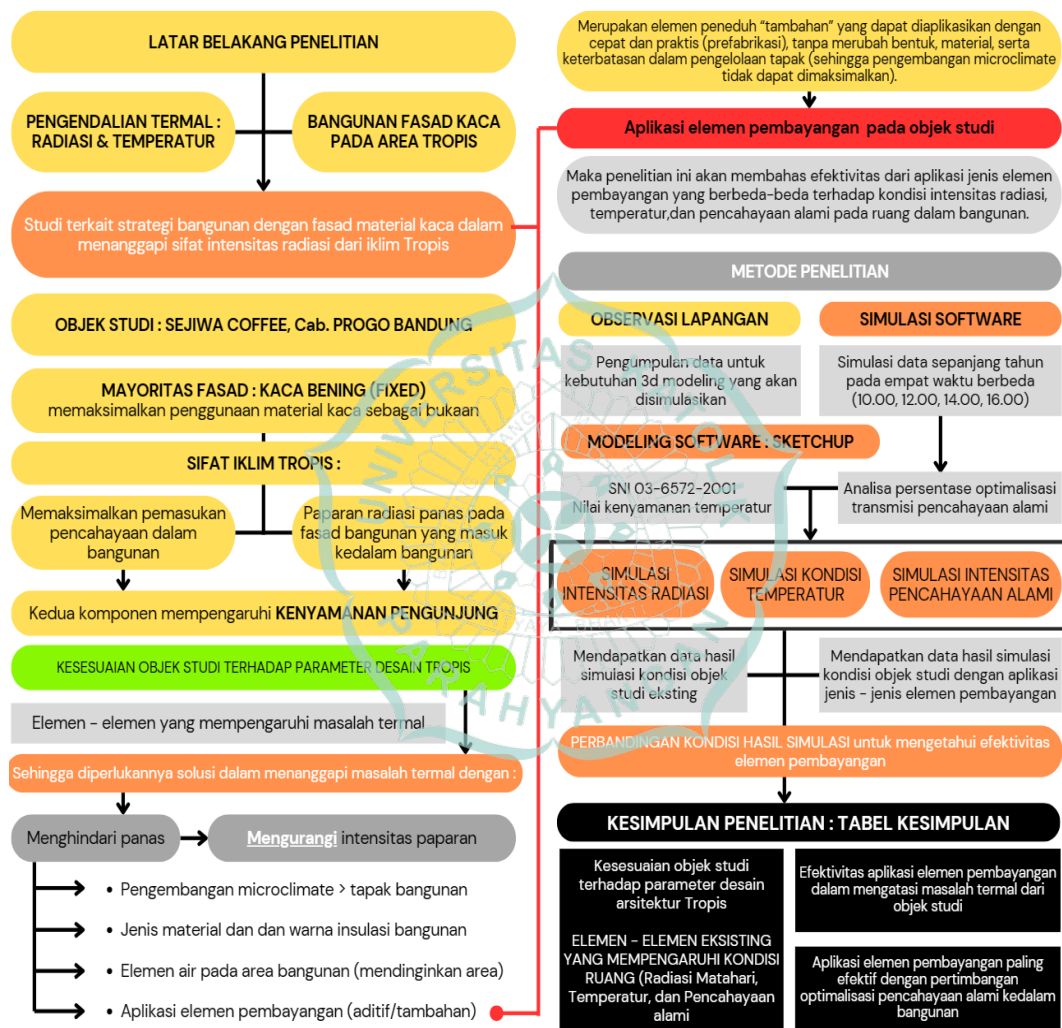 LATAR BELAKANG PENELITIAN
PENGENDALIAN TERMAL :
RADIASI & TEMPERATUR
BANGUNAN FASAD KACA
PADA AREA TROPIS
Studi terkait strategi bangunan dengan fasad material kaca dalam
menanggapi sifat intensitas radiasi dari iklim Tropis
OBJEK STUDI : SEJIWA COFFEE, Cab. PROGO BANDUNG
MAYORITAS FASAD : KACA BENING (FIXED)
memaksimalkan penggunaan material kaca sebagai bukaan
SIFAT IKLIM TROPIS :
Memaksimalkan pemasukan
pencahayaan dalam
bangunan
Paparan radiasi panas pada
fasad bangunan yang masuk
kedalam bangunan
Kedua komponen mempengaruhi KENYAMANAN PENGUNJUNG
KESESUAIAN OBJEK STUDI TERHADAP PARAMETER DESAIN TROPIS
Elemen - elemen yang mempengaruhi masalah termal
Sehingga diperlukannya solusi dalam menanggapi masalah termal dengan :
Menghindari panas
Mengurangi intensitas paparan
• Pengembangan microclimate > tapak bangunan
• Jenis material dan dan warna insulasi bangunan
• Elemen air pada area bangunan (mendinginkan area)
• Aplikasi elemen pembayangan (aditif/tambahan)
Merupakan elemen peneduh “tambahan” yang dapat diaplikasikan dengan
cepat dan praktis (prefabrikasi), tanpa merubah bentuk, material, serta
keterbatasan dalam pengelolaan tapak (sehingga pengembangan microclimate
tidak dapat dimaksimalkan).
Aplikasi elemen pembayangan pada objek studi
Maka penelitian ini akan membahas efektivitas dari aplikasi jenis elemen
pembayangan yang berbeda-beda terhadap kondisi intensitas radiasi,
temperatur,dan pencahayaan alami pada ruang dalam bangunan.
METODE PENELITIAN
OBSERVASI LAPANGAN
Pengumpulan data untuk
kebutuhan 3d modeling yang akan
disimulasikan
SIMULASI SOFTWARE
Simulasi data sepanjang tahun
pada empat waktu berbeda
(10.00, 12.00, 14.00, 16.00)
MODELING SOFTWARE : SKETCHUP
SNI 03-6572-2001
Nilai kenyamanan temperatur
Analisa persentase optimalisasi
transmisi pencahayaan alami
SIMULASI
INTENSITAS RADIASI
SIMULASI KONDISI
TEMPERATUR
SIMULASI INTENSITAS
PENCAHAYAAN ALAMI
Mendapatkan data hasil
simulasi kondisi objek
studi eksting
Mendapatkan data hasil simulasi
kondisi objek studi dengan aplikasi
jenis - jenis elemen pembayangan
PERBANDINGAN KONDISI HASIL SIMULASI untuk mengetahui efektivitas
elemen pembayangan
KESIMPULAN PENELITIAN : TABEL KESIMPULAN
Kesesuaian objek studi
terhadap parameter desain
arsitektur Tropis
ELEMEN - ELEMEN EKSISTING
YANG MEMPENGARUHI KONDISI
RUANG (Radiasi Matahari,
Temperatur, dan Pencahayaan
alami
Efektivitas aplikasi elemen pembayangan
dalam mengatasi masalah termal dari
objek studi
Aplikasi elemen pembayangan paling
efektif dengan pertimbangan
optimalisasi pencahayaan alami kedalam
bangunan
UNIVERSITAS KATOLIK
PARAHYANGAN